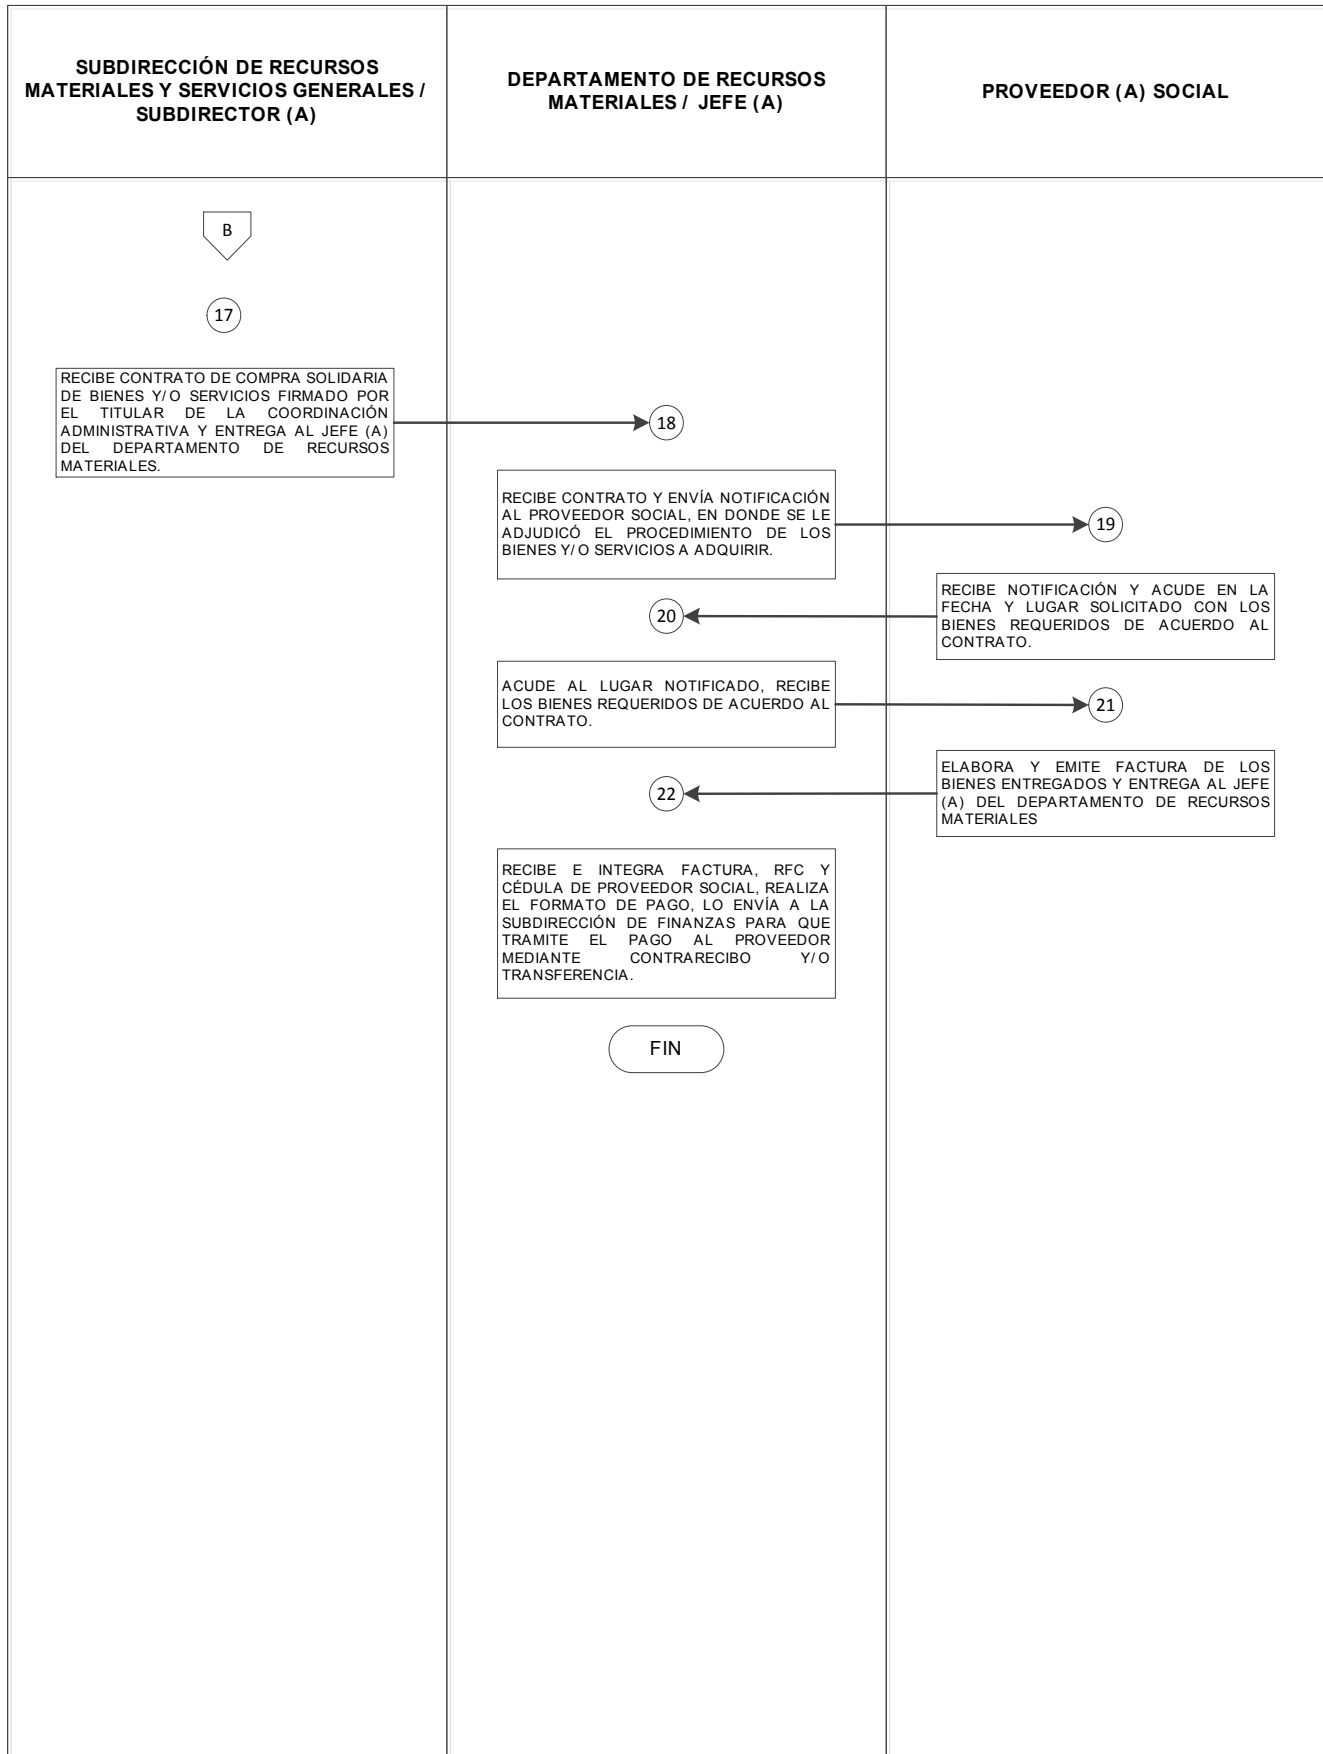 SUBDIRECCIÓN DE RECURSOS
MATERIALES Y SERVICIOS GENERALES /
SUBDIRECTOR (A)
DEPARTAMENTO DE RECURSOS
MATERIALES / JEFE (A)
PROVEEDOR (A) SOCIAL
B
17
RECIBE CONTRATO DE COMPRA SOLIDARIA
DE BIENES Y/O SERVICIOS FIRMADO POR
EL TITULAR DE LA COORDINACIÓN
ADMINISTRATIVA Y ENTREGA AL JEFE (A)
DEL DEPARTAMENTO DE RECURSOS
MATERIALES.
18
RECIBE CONTRATO Y ENVÍA NOTIFICACIÓN
AL PROVEEDOR SOCIAL, EN DONDE SE LE
ADJUDICÓ EL PROCEDIMIENTO DE LOS
BIENES Y/O SERVICIOS A ADQUIRIR.
19
RECIBE NOTIFICACIÓN Y ACUDE EN LA
FECHA Y LUGAR SOLICITADO CON LOS
BIENES REQUERIDOS DE ACUERDO AL
CONTRATO.
20
ACUDE AL LUGAR NOTIFICADO, RECIBE
LOS BIENES REQUERIDOS DE ACUERDO AL
CONTRATO.
21
ELABORA Y EMITE FACTURA DE LOS
BIENES ENTREGADOS Y ENTREGA AL JEFE
(A) DEL DEPARTAMENTO DE RECURSOS
MATERIALES
22
RECIBE E INTEGRA FACTURA, RFC Y
CÉDULA DE PROVEEDOR SOCIAL, REALIZA
EL FORMATO DE PAGO, LO ENVÍA A LA
SUBDIRECCIÓN DE FINANZAS PARA QUE
TRAMITE EL PAGO AL PROVEEDOR
MEDIANTE CONTRARECIBO Y/O
TRANSFERENCIA.
FIN